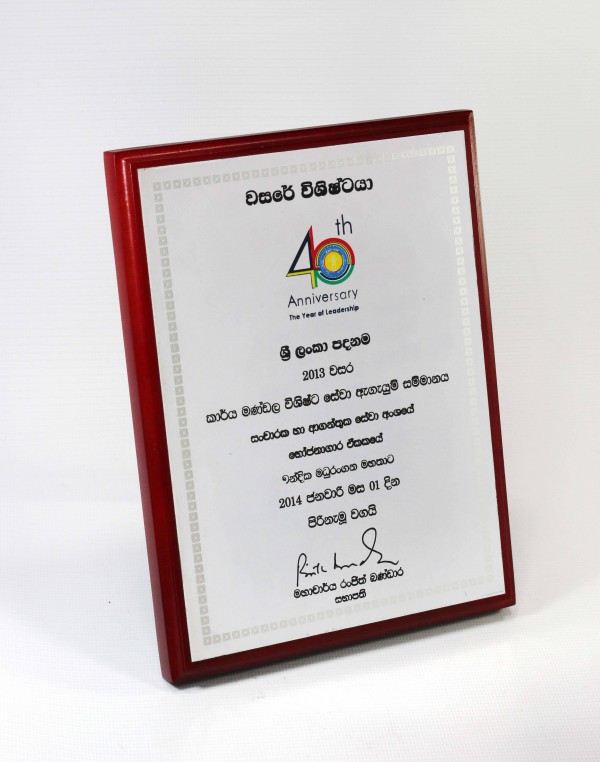 වසරේ විශිෂ්ටයා
40th
Anniversary
The Year of Leadership
ශ්‍රී ලංකා පදනම
2013 වසර
කාර්ය මණ්ඩල විශිෂ්ට සේවා ඇගැයුම් සම්මානය
සංචාරක හා ආගන්තුක සේවා අංශයේ
භෝජනාගාර ඒකකයේ
ඉන්දික මධුරංගන මහතාට
2014 ජනවාරි මස 01 දින
පිරිනැමූ වගයි
මහාචාර්ය රංජිත් බණ්ඩාර
සභාපති